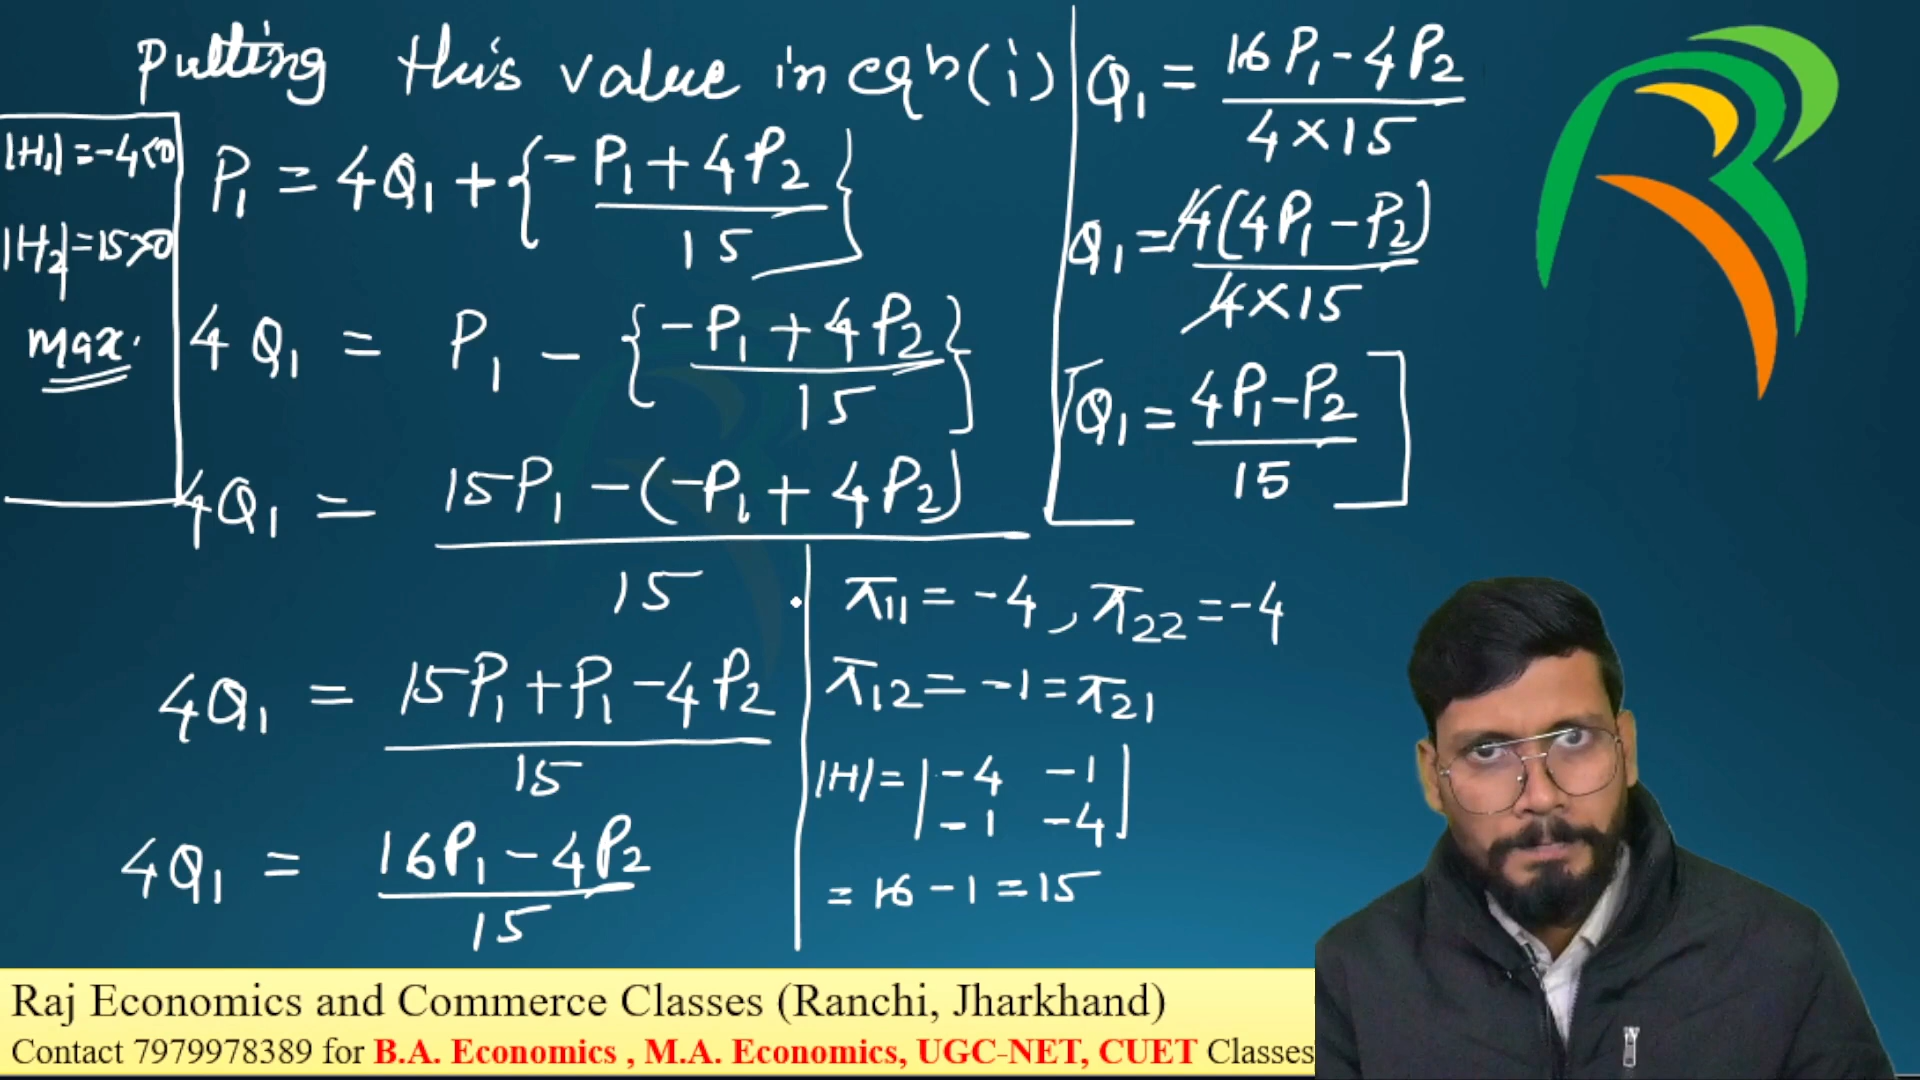 Putting this value in eqn (i)
|H₁| = -4<0
|H₂| = 15>0
max.
P₁ = 4Q₁ + {(-P₁ + 4P₂)/15}
4Q₁ = P₁ - {(-P₁ + 4P₂)/15}
4Q₁ = (15P₁ - (-P₁ + 4P₂))/15
4Q₁ = (15P₁ + P₁ - 4P₂)/15
4Q₁ = (16P₁ - 4P₂)/15
Q₁ = (16P₁ - 4P₂)/(4×15)
Q₁ = 4(4P₁ - P₂)/(4×15)
Q₁ = (4P₁ - P₂)/15
π₁₁ = -4, π₂₂ = -4
π₁₂ = -1 = π₂₁
|H| = |-4 -1|
|-1 -4|
= 16 - 1 = 15
Raj Economics and Commerce Classes (Ranchi, Jharkhand)
Contact 7979978389 for B.A. Economics , M.A. Economics, UGC-NET, CUET Classes